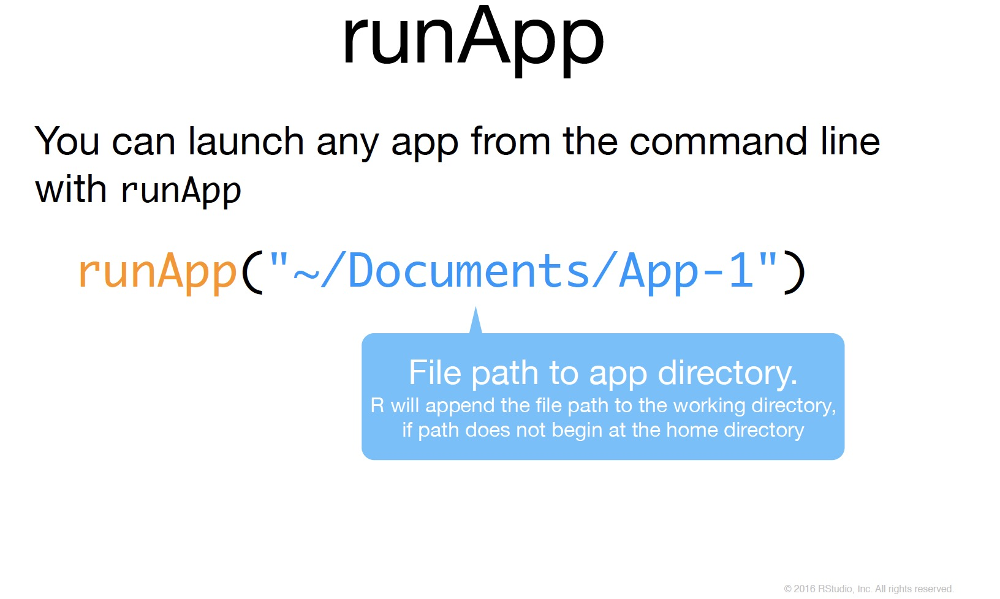 runApp
You can launch any app from the command line
with runApp
runApp("~/Documents/App-1")
File path to app directory.
R will append the file path to the working directory,
if path does not begin at the home directory
© 2016 RStudio, Inc. All rights reserved.